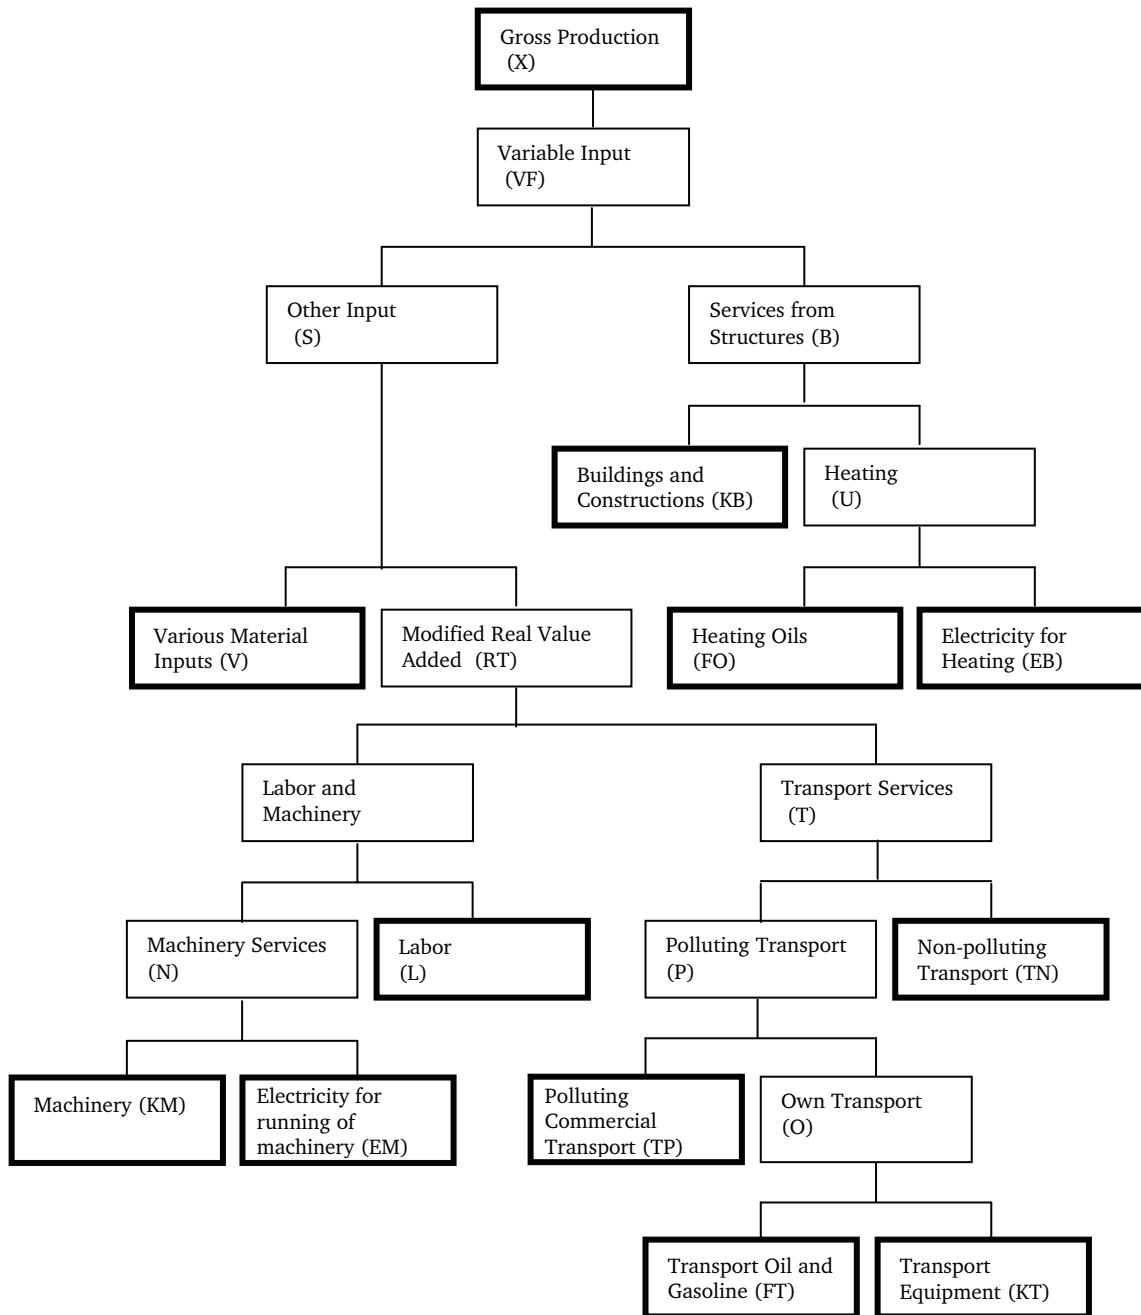 Gross Production
(X)
Variable Input
(VF)
Other Input
(S)
Services from
Structures (B)
Buildings and
Constructions (KB)
Heating
(U)
Various Material
Inputs (V)
Modified Real Value
Added (RT)
Heating Oils
(FO)
Electricity for
Heating (EB)
Labor and
Machinery
Transport Services
(T)
Machinery Services
(N)
Labor
(L)
Polluting Transport
(P)
Non-polluting
Transport (TN)
Machinery (KM)
Electricity for
running of
machinery (EM)
Polluting
Commercial
Transport (TP)
Own Transport
(O)
Transport Oil and
Gasoline (FT)
Transport
Equipment (KT)